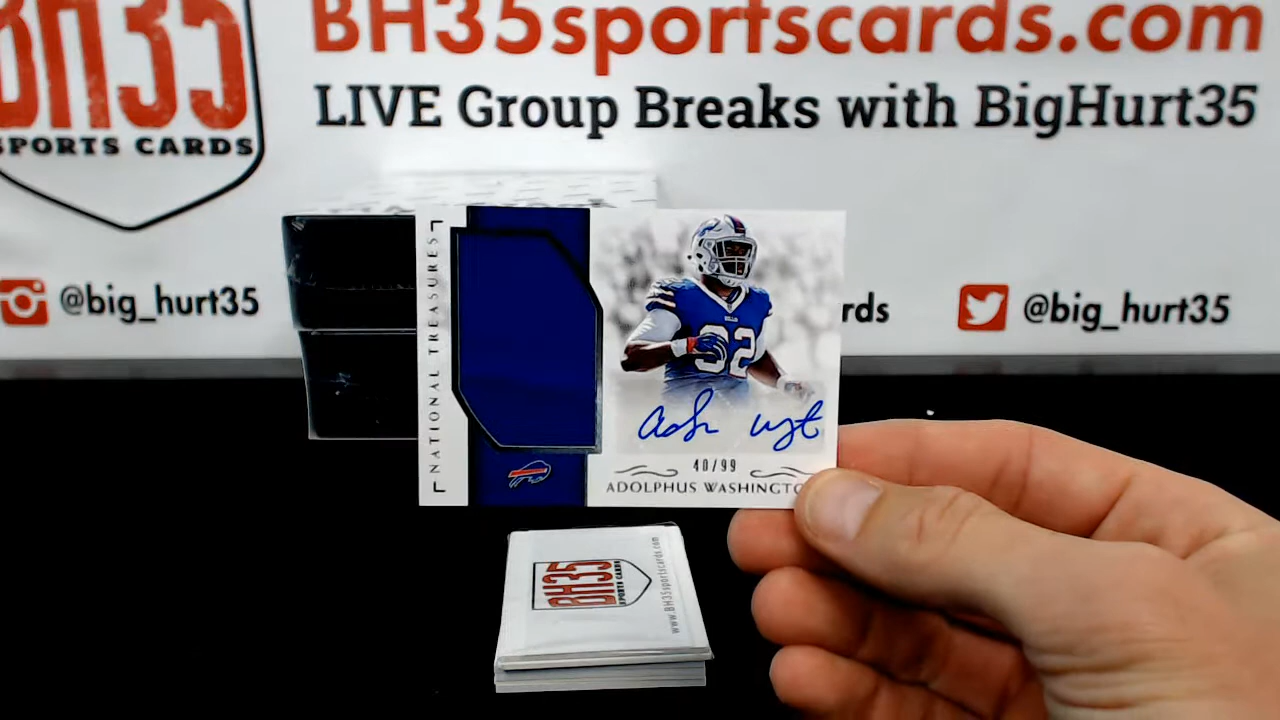 BH35
SPORTS CARDS
BH35sportscards.com
LIVE Group Breaks with BigHurt35
@big_hurt35
rds
@big_hurt35
NATIONAL TREASURES
BILLS
92
40/99
ADOLPHUS WASHINGTO
BH35
SPORTS CARDS
www.BH35sportscards.com